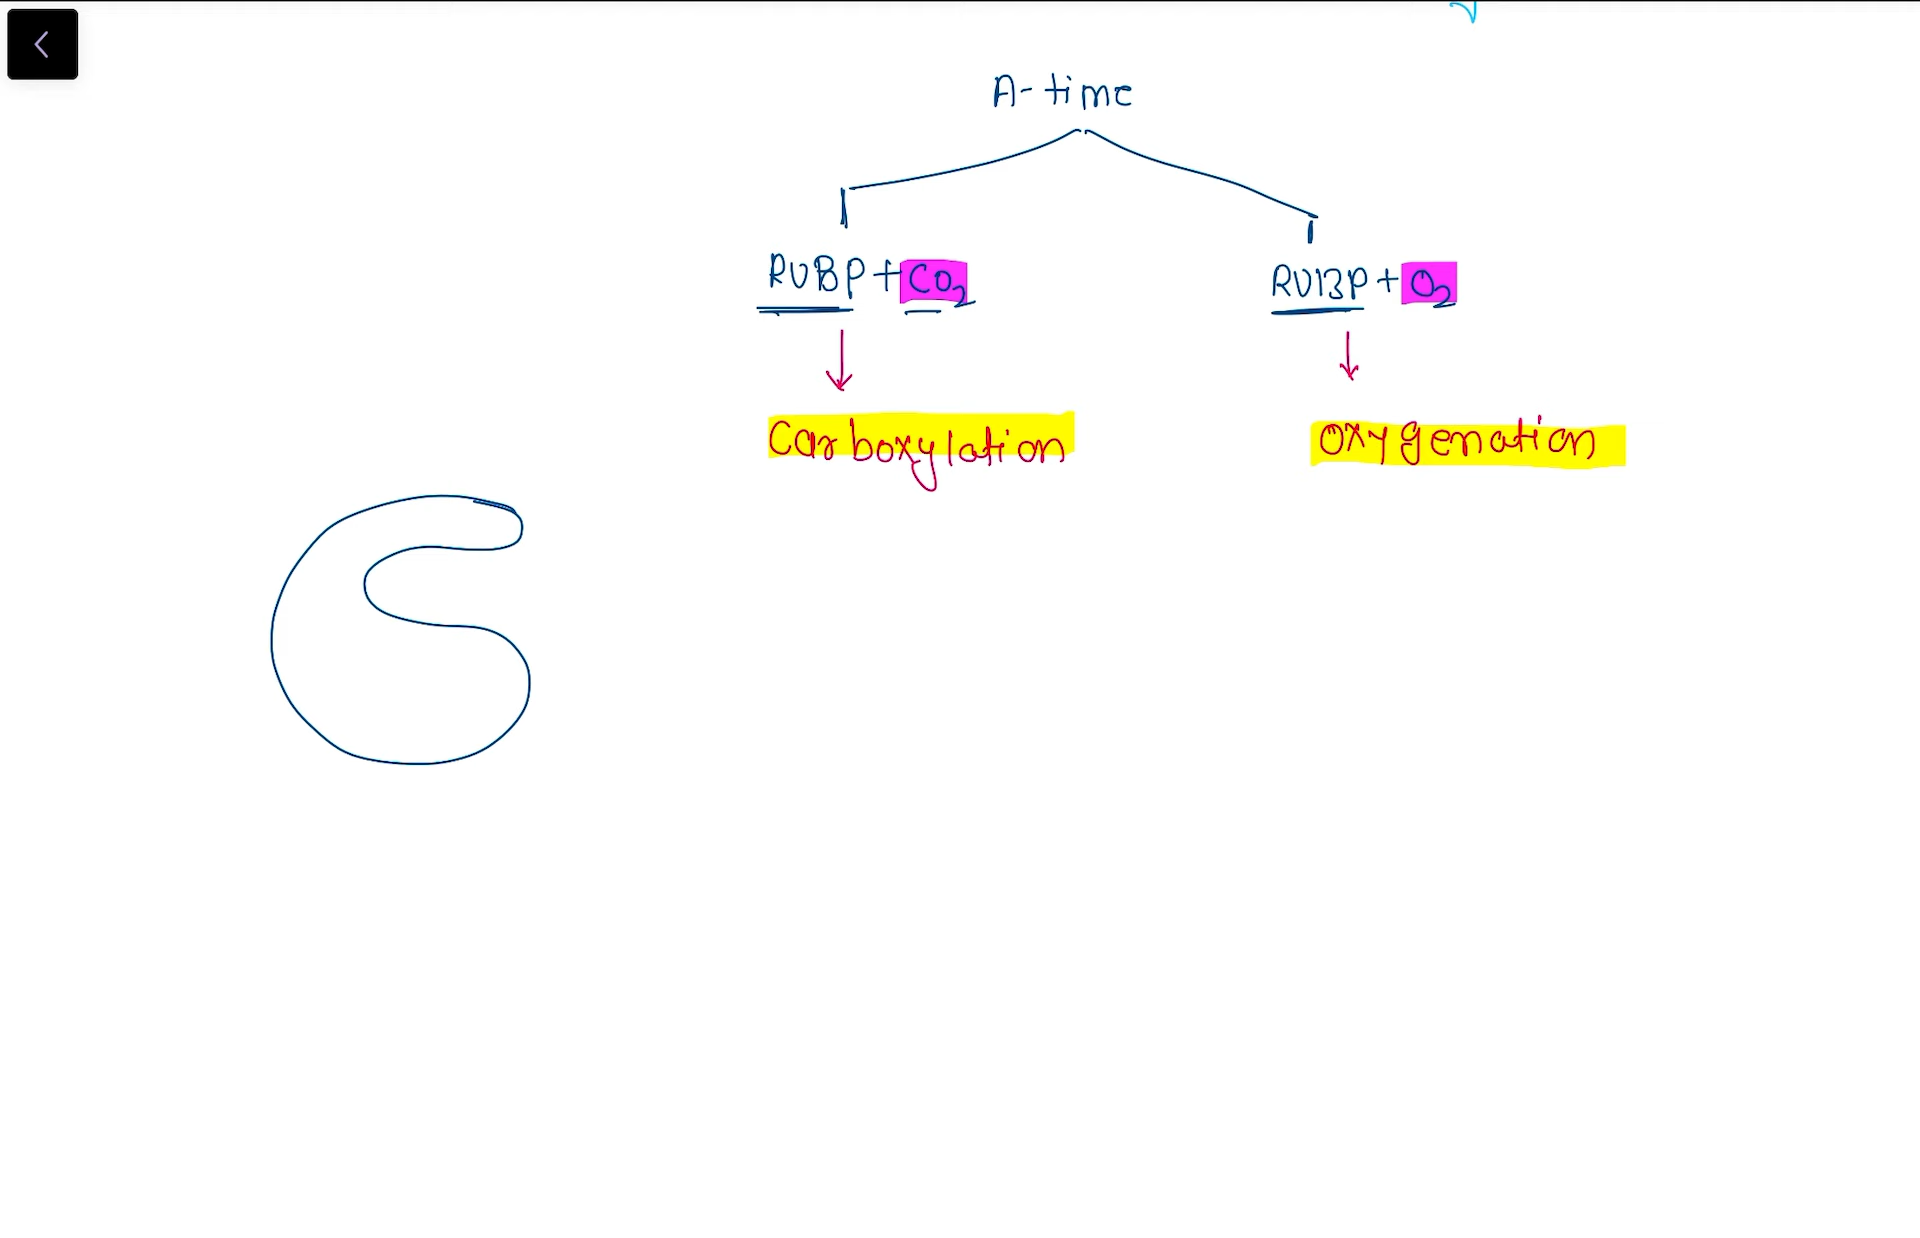 A-time
RUBP + CO₂
RUBP + O₂
Carboxylation
Oxygenation